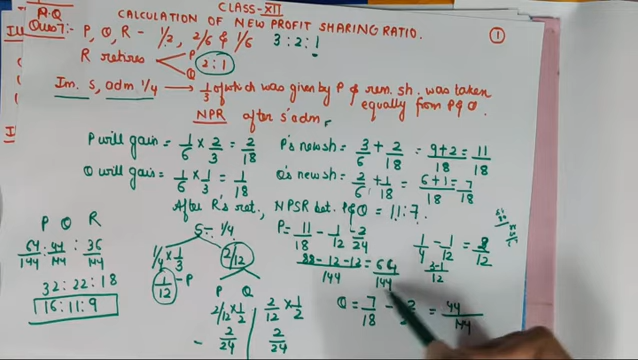 CLASS-XII
CALCULATION OF NEW PROFIT SHARING RATIO. 1
Ques 7:- P, Q, R - 1/2, 2/6 & 1/6 3:2:1
R retires P Q 2:1
Im. S, adm 1/4 → 1/3 of which was given by P & rem. sh. was taken
equally from P & Q.
NPR after S'adm.
P will gain = 1/6 × 2/3 = 2/18 P's new sh = 3/6 + 2/18 = 9+2/18 = 11/18
Q will gain = 1/6 × 1/3 = 1/18 Q's new sh = 2/6 + 1/18 = 6+1/18 = 7/18
After R's ret., NPSR bet. P & Q = 11:7.
S - 1/4
P = 11/18 - 1/12 - 2/24
1/4 - 1/12 = 2/12
3-1/12
1/4 × 1/3 2/12
88-12-12/144 = 64/144
1/12 - P
P Q
2/12 × 1/2 2/12 × 1/2
- 2/24 2/24
Q = 7/18 - 2/ = 44/144
P Q R
64/144 : 44/144 : 36/144
32:22:18
16:11:9